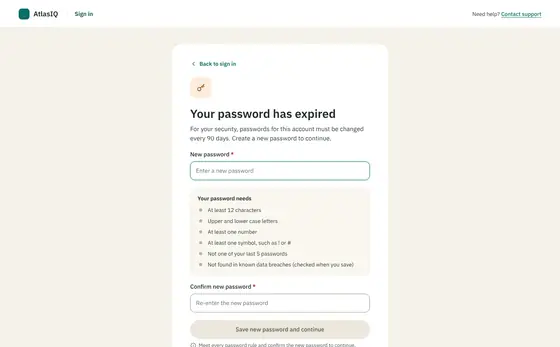 AtlasIQ
Sign in
Need help? Contact support
Back to sign in
Your password has expired
For your security, passwords for this account must be changed
every 90 days. Create a new password to continue.
New password *
Enter a new password
Your password needs
At least 12 characters
Upper and lower case letters
At least one number
At least one symbol, such as ! or #
Not one of your last 5 passwords
Not found in known data breaches (checked when you save)
Confirm new password *
Re-enter the new password
Save new password and continue
Meet every password rule and confirm the new password to continue.